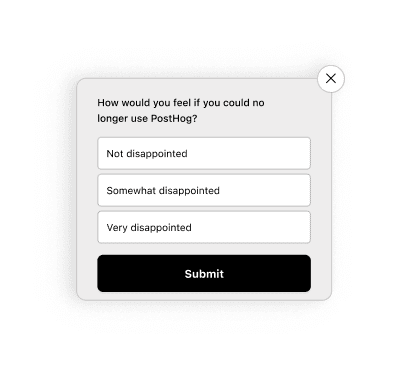 How would you feel if you could no
longer use PostHog?
Not disappointed
Somewhat disappointed
Very disappointed
Submit